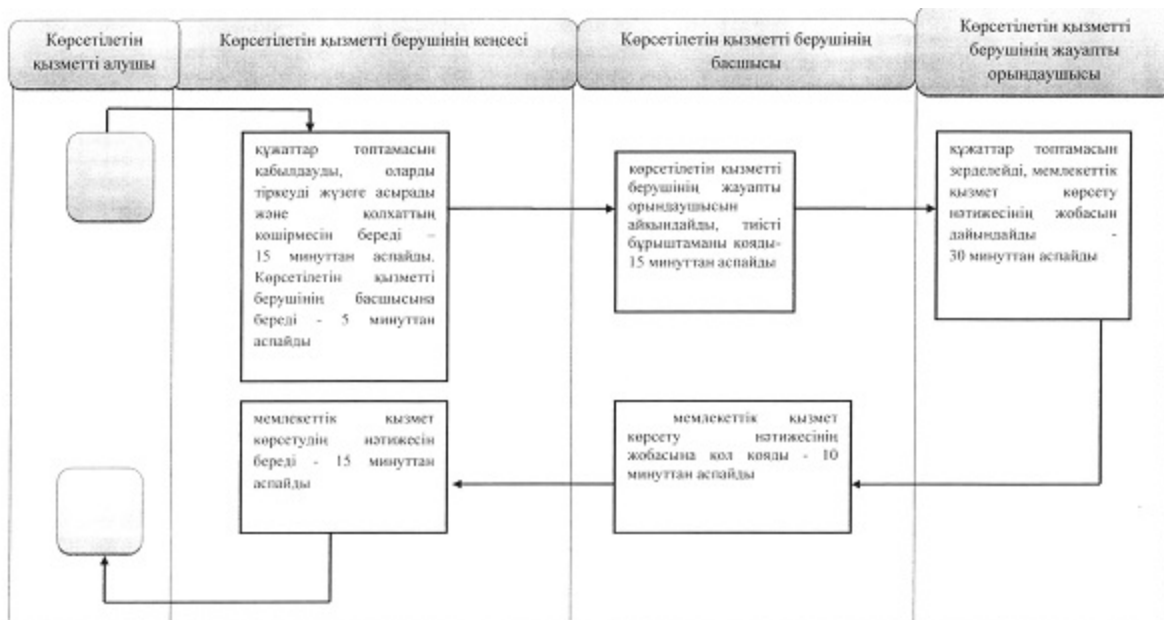 Көрсетілетін
қызметті алушы
Көрсетілетін қызметті берушінің кеңсесі
Көрсетілетін қызметті берушінің
басшысы
Көрсетілетін қызметті
берушінің жауапты
орындаушысы
құжаттар топтамасын
қабылдауды, оларды
тіркеуді жүзеге асырады
және қолхаттың
көшірмесін береді –
15 минуттан аспайды.
Көрсетілетін қызметті
берушінің басшысына
береді - 5 минуттан
аспайды
көрсетілетін қызметті
берушінің жауапты
орындаушысын
айқындайды, тиісті
бұрыштаманы қояды-
15 минуттан аспайды
құжаттар топтамасын
зерделейді, мемлекеттік
қызмет көрсету
нәтижесінің жобасын
дайындайды -
30 минуттан аспайды
мемлекеттік қызмет
көрсетудің нәтижесін
береді - 15 минуттан
аспайды
мемлекеттік қызмет
көрсету нәтижесінің
жобасына қол қояды - 10
минуттан аспайды